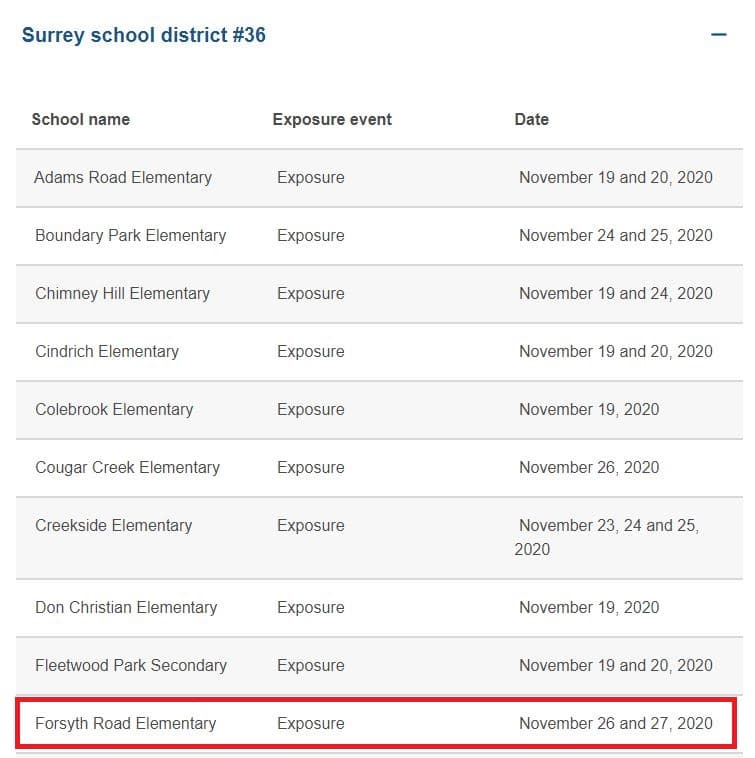 Surrey school district #36
School name Exposure event Date
Adams Road Elementary Exposure November 19 and 20, 2020
Boundary Park Elementary Exposure November 24 and 25, 2020
Chimney Hill Elementary Exposure November 19 and 24, 2020
Cindrich Elementary Exposure November 19 and 20, 2020
Colebrook Elementary Exposure November 19, 2020
Cougar Creek Elementary Exposure November 26, 2020
Creekside Elementary Exposure November 23, 24 and 25,
2020
Don Christian Elementary Exposure November 19, 2020
Fleetwood Park Secondary Exposure November 19 and 20, 2020
Forsyth Road Elementary Exposure November 26 and 27, 2020